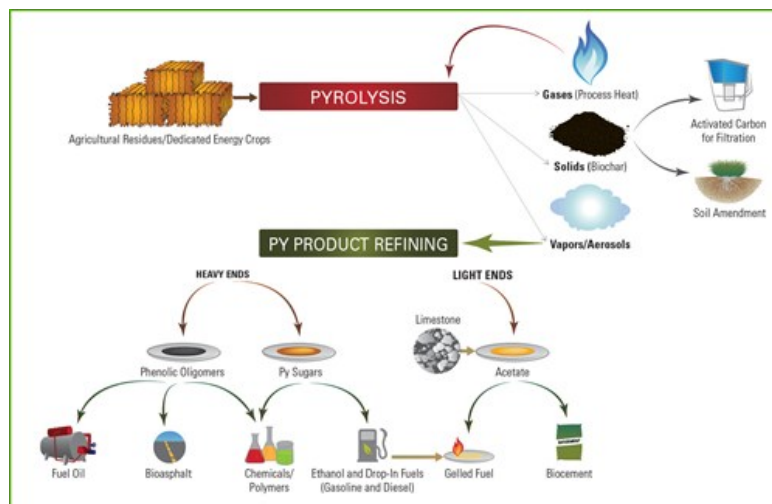 PYROLYSIS
Agricultural Residues/Dedicated Energy Crops
Gases (Process Heat)
Solids (Biochar)
Vapors/Aerosols
Activated Carbon
for Filtration
Soil Amendment
PY PRODUCT REFINING
HEAVY ENDS
LIGHT ENDS
Limestone
Phenolic Oligomers
Py Sugars
Acetate
Fuel Oil
Bioasphalt
Chemicals/
Polymers
Ethanol and Drop-In Fuels
(Gasoline and Diesel)
Gelled Fuel
Biocement